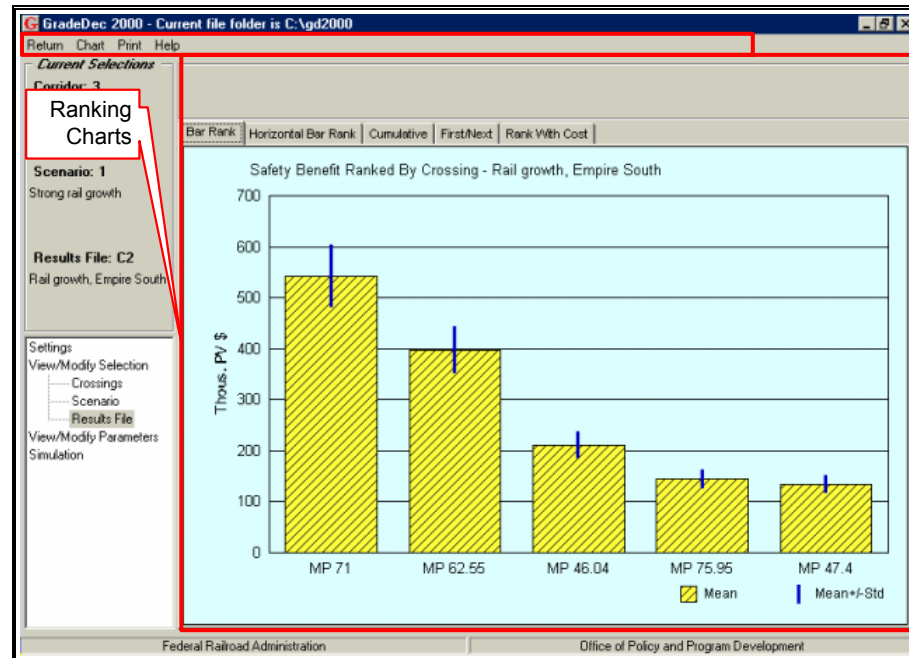 GradeDec 2000 - Current file folder is C:\gd2000
Return Chart Print Help
Current Selections
Corridor: 3
Ranking
Charts
Scenario: 1
Strong rail growth
Results File: C2
Rail growth, Empire South
Settings
View/Modify Selection
Crossings
Scenario
Results File
View/Modify Parameters
Simulation
Bar Rank Horizontal Bar Rank Cumulative First/Next Rank With Cost
Safety Benefit Ranked By Crossing - Rail growth, Empire South
Thous. PV $
700
600
500
400
300
200
100
0
MP 71 MP 62.55 MP 46.04 MP 75.95 MP 47.4
Mean Mean+/-Std
Federal Railroad Administration Office of Policy and Program Development